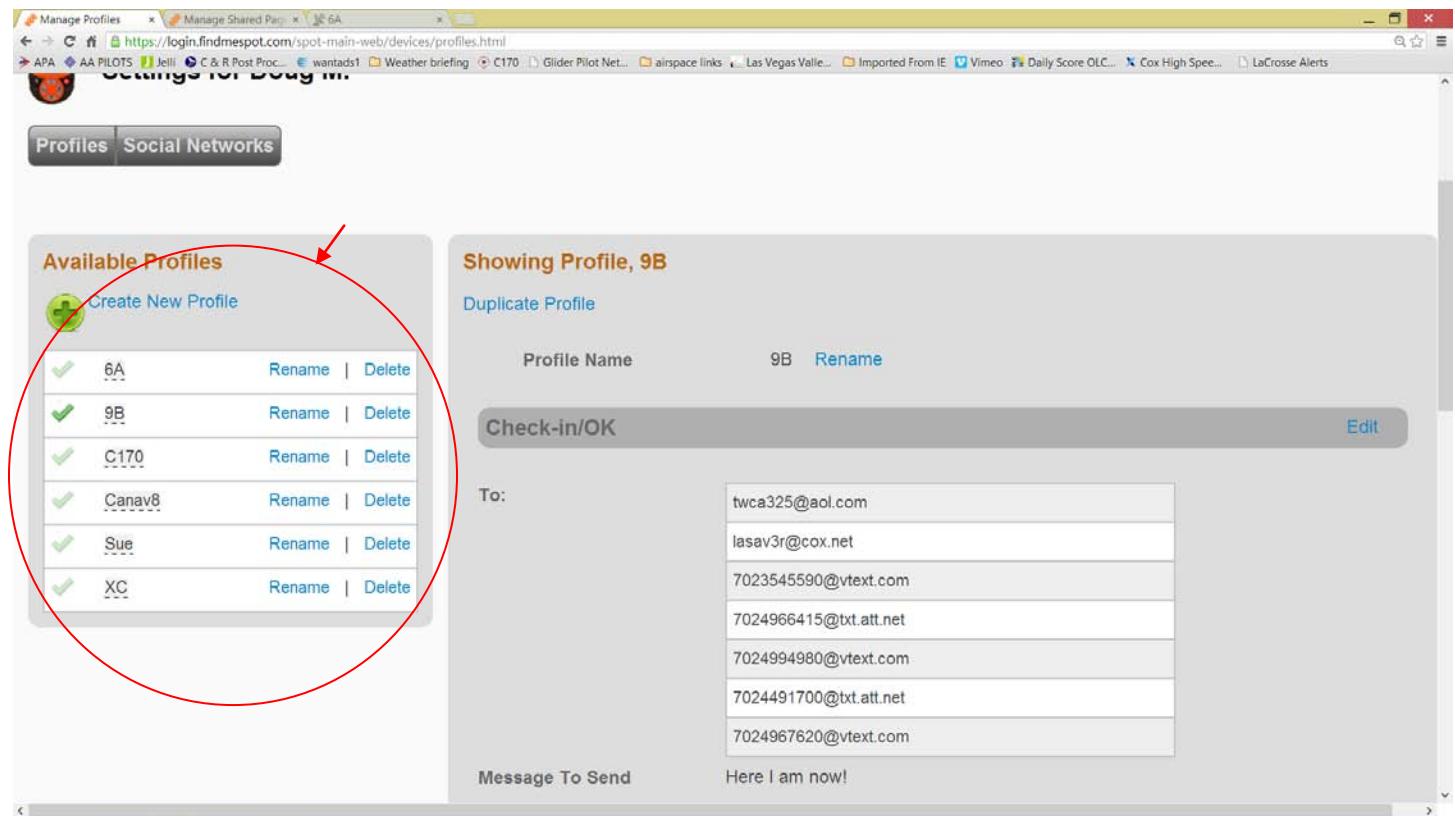 Manage Profiles
Manage Shared Pag
6A
https://login.findmespot.com/spot-main-web/devices/profiles.html
APA AA PILOTS Jelli C & R Post Proc... wantads1 Weather briefing C170 Glider Pilot Net... airspace links Las Vegas Valle... Imported From IE Vimeo Daily Score OLC... Cox High Spee... LaCrosse Alerts
Settings for Doug M.
Profiles Social Networks
Available Profiles
Create New Profile
6A Rename | Delete
9B Rename | Delete
C170 Rename | Delete
Canav8 Rename | Delete
Sue Rename | Delete
XC Rename | Delete
Showing Profile, 9B
Duplicate Profile
Profile Name 9B Rename
Check-in/OK Edit
To:
twca325@aol.com
lasav3r@cox.net
7023545590@vtext.com
7024966415@txt.att.net
7024994980@vtext.com
7024491700@txt.att.net
7024967620@vtext.com
Message To Send Here I am now!